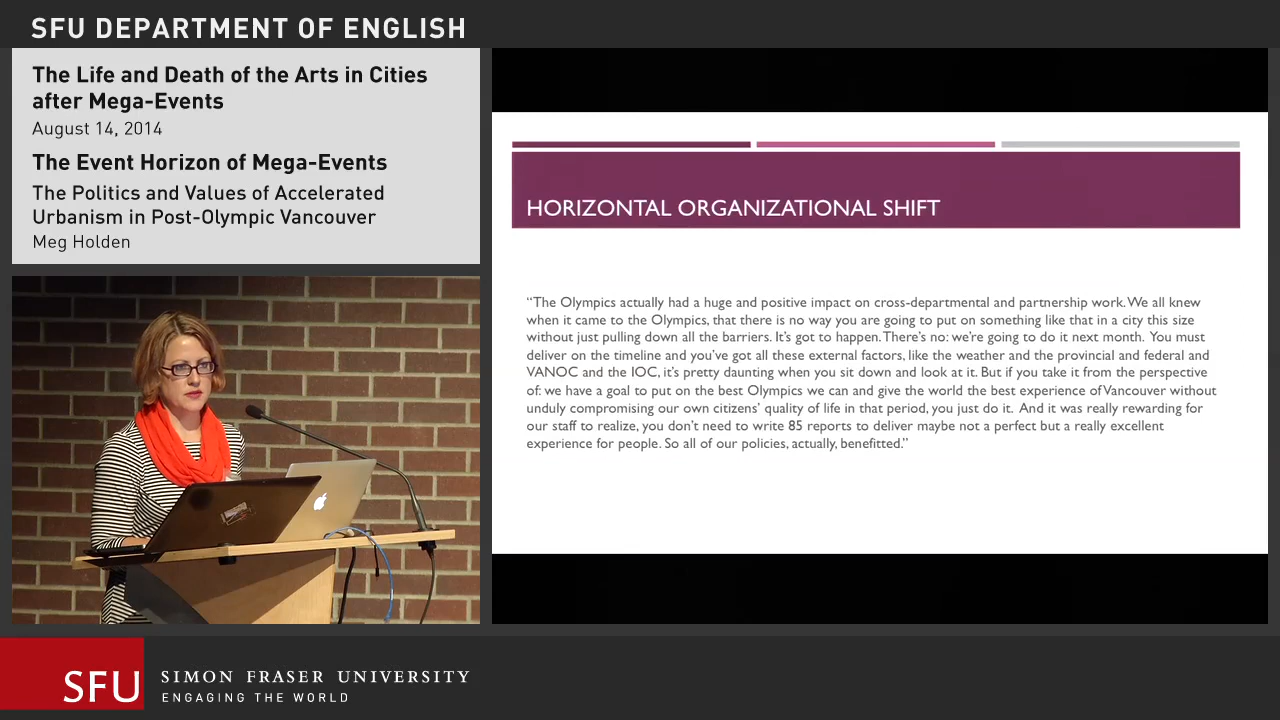 SFU DEPARTMENT OF ENGLISH
The Life and Death of the Arts in Cities
after Mega-Events
August 14, 2014
The Event Horizon of Mega-Events
The Politics and Values of Accelerated
Urbanism in Post-Olympic Vancouver
Meg Holden
HORIZONTAL ORGANIZATIONAL SHIFT
“The Olympics actually had a huge and positive impact on cross-departmental and partnership work. We all knew
when it came to the Olympics, that there is no way you are going to put on something like that in a city this size
without just pulling down all the barriers. It’s got to happen. There’s no: we’re going to do it next month. You must
deliver on the timeline and you’ve got all these external factors, like the weather and the provincial and federal and
VANOC and the IOC, it’s pretty daunting when you sit down and look at it. But if you take it from the perspective
of: we have a goal to put on the best Olympics we can and give the world the best experience of Vancouver without
unduly compromising our own citizens’ quality of life in that period, you just do it. And it was really rewarding for
our staff to realize, you don’t need to write 85 reports to deliver maybe not a perfect but a really excellent
experience for people. So all of our policies, actually, benefitted.”
SFU
SIMON FRASER UNIVERSITY
ENGAGING THE WORLD